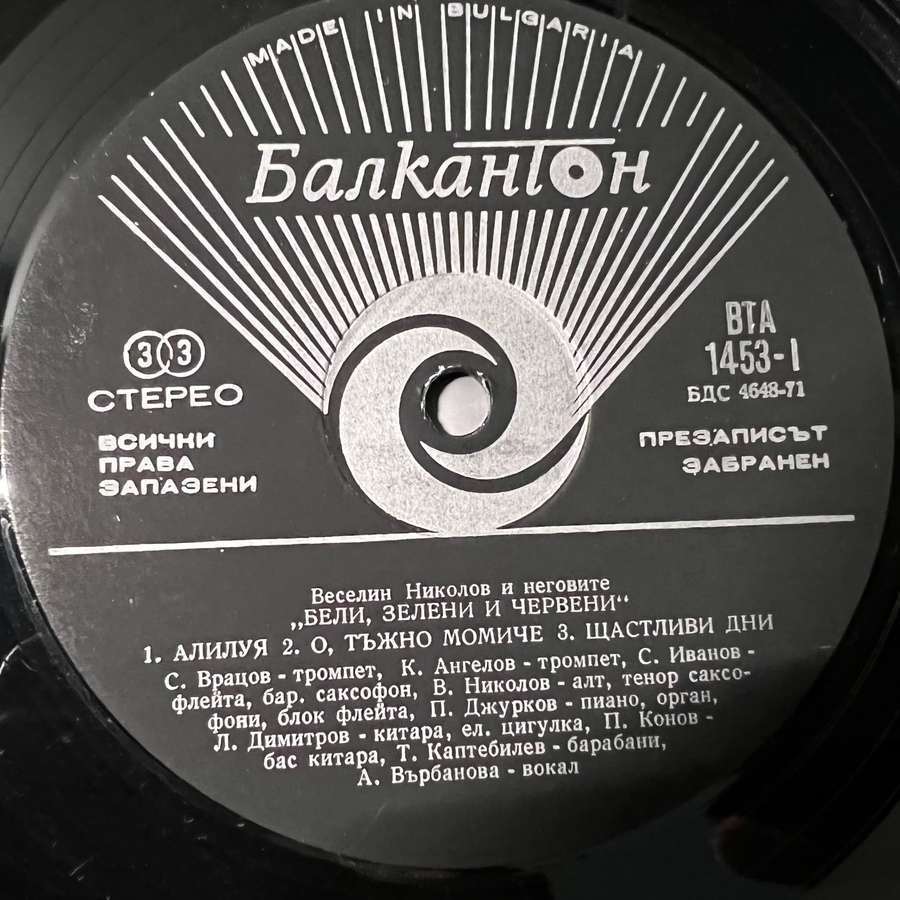 MADE IN BULGARIA
Балкантон
33
СТЕРЕО
ВСИЧКИ
ПРАВА
ЗАПАЗЕНИ
ВТА
1453-I
БДС 4648-71
ПРЕЗАПИСЪТ
ЗАБРАНЕН
Веселин Николов и неговите
„БЕЛИ, ЗЕЛЕНИ И ЧЕРВЕНИ“
1. АЛИЛУЯ 2. О, ТЪЖНО МОМИЧЕ 3. ЩАСТЛИВИ ДНИ
С. Врацов - тромпет, К. Ангелов - тромпет, С. Иванов -
флейта, бар. саксофон, В. Николов - алт, тенор саксо-
фони, блок флейта, П. Джурков - пиано, орган,
Л. Димитров - китара, ел. цигулка, П. Конов -
бас китара, Т. Каптебилев - барабани,
А. Върбанова - вокал